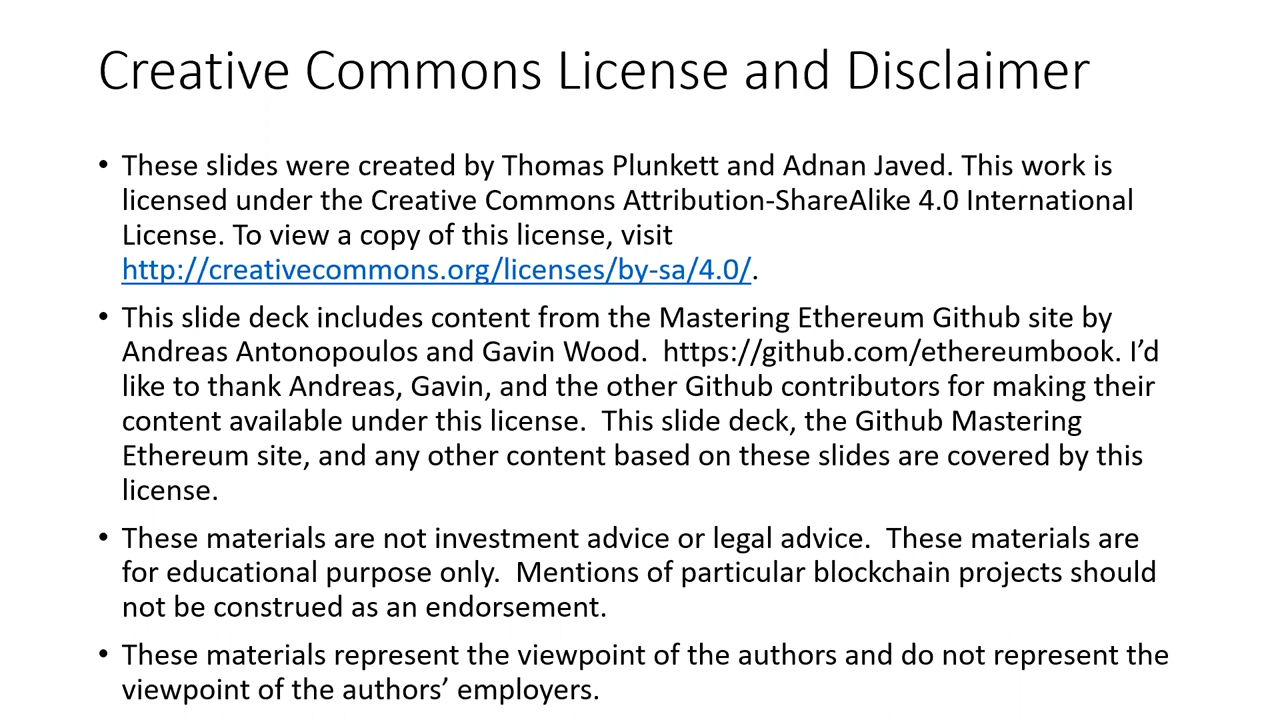 Creative Commons License and Disclaimer
• These slides were created by Thomas Plunkett and Adnan Javed. This work is
licensed under the Creative Commons Attribution-ShareAlike 4.0 International
License. To view a copy of this license, visit
http://creativecommons.org/licenses/by-sa/4.0/.
• This slide deck includes content from the Mastering Ethereum Github site by
Andreas Antonopoulos and Gavin Wood.  https://github.com/ethereumbook. I’d
like to thank Andreas, Gavin, and the other Github contributors for making their
content available under this license.  This slide deck, the Github Mastering
Ethereum site, and any other content based on these slides are covered by this
license.
• These materials are not investment advice or legal advice.  These materials are
for educational purpose only.  Mentions of particular blockchain projects should
not be construed as an endorsement.
• These materials represent the viewpoint of the authors and do not represent the
viewpoint of the authors’ employers.